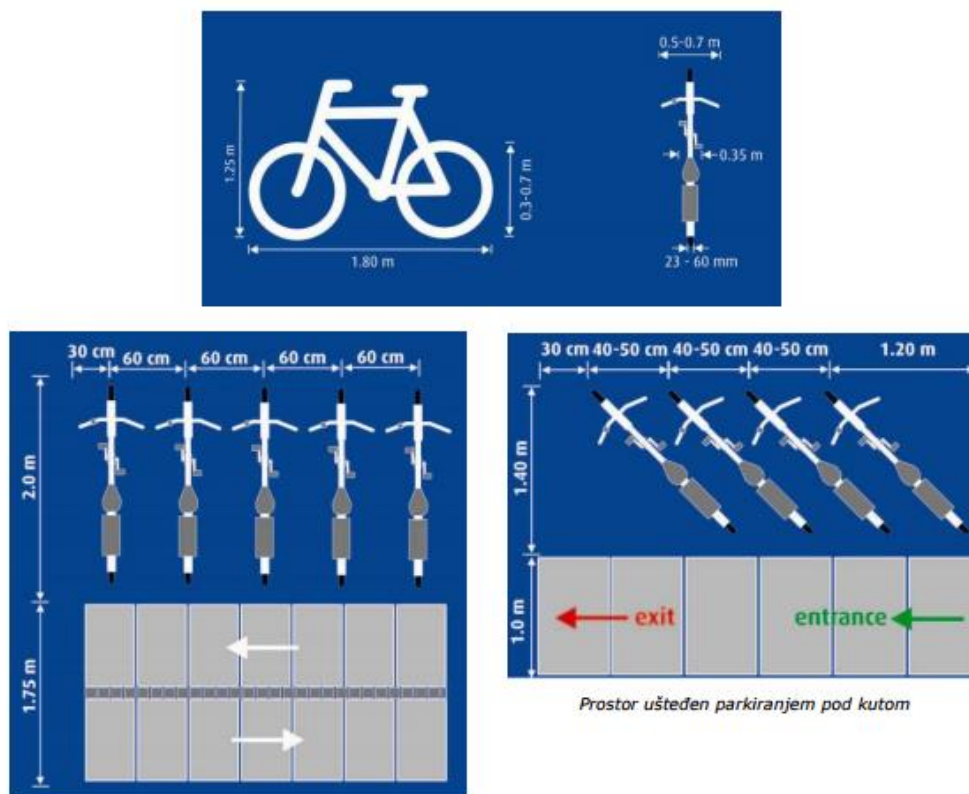 0.5-0.7 m
1.25 m
0.3-0.7 m
0.35 m
1.80 m
23 - 60 mm
30 cm 60 cm 60 cm 60 cm 60 cm
2.0 m
1.75 m
30 cm 40-50 cm 40-50 cm 40-50 cm 1.20 m
1.40 m
1.0 m
exit entrance
Prostor ušteđen parkiranjem pod kutom